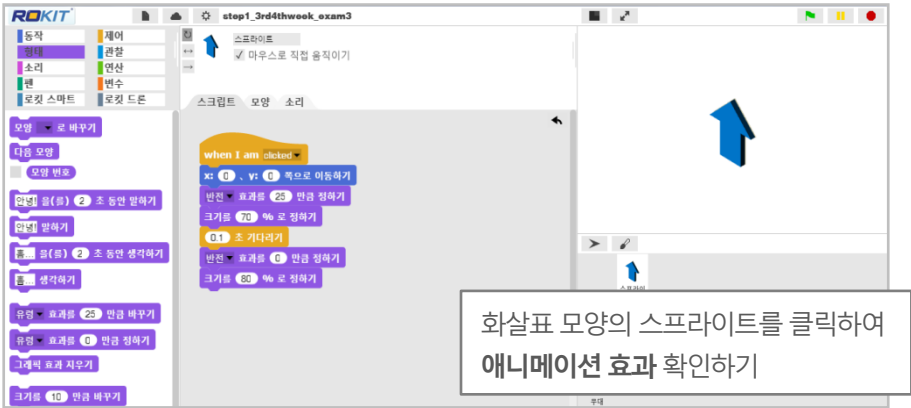 ROKIT
step1_3rd4thweek_exam3
동작
제어
형태
관찰
소리
연산
펜
변수
로킷 스마트
로킷 드론
스프라이트
✓ 마우스로 직접 움직이기
스크립트 모양 소리
모양 로 바꾸기
다음 모양
모양 번호
안녕! 을(를) 2 초 동안 말하기
안녕! 말하기
흠... 을(를) 2 초 동안 생각하기
흠... 생각하기
유령 효과를 25 만큼 바꾸기
유령 효과를 0 만큼 정하기
그래픽 효과 지우기
크기를 10 만큼 바꾸기
when I am clicked
x: 0 、y: 0 쪽으로 이동하기
반전 효과를 25 만큼 정하기
크기를 70 % 로 정하기
0.1 초 기다리기
반전 효과를 0 만큼 정하기
크기를 80 % 로 정하기
화살표 모양의 스프라이트를 클릭하여
애니메이션 효과 확인하기
무대